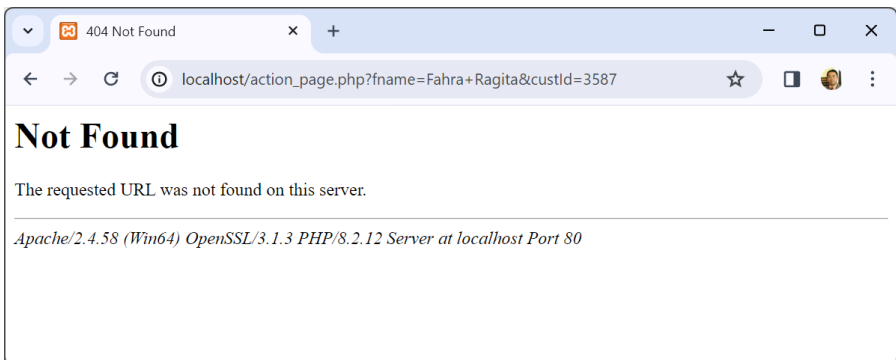 404 Not Found
localhost/action_page.php?fname=Fahra+Ragita&custId=3587
Not Found
The requested URL was not found on this server.
Apache/2.4.58 (Win64) OpenSSL/3.1.3 PHP/8.2.12 Server at localhost Port 80